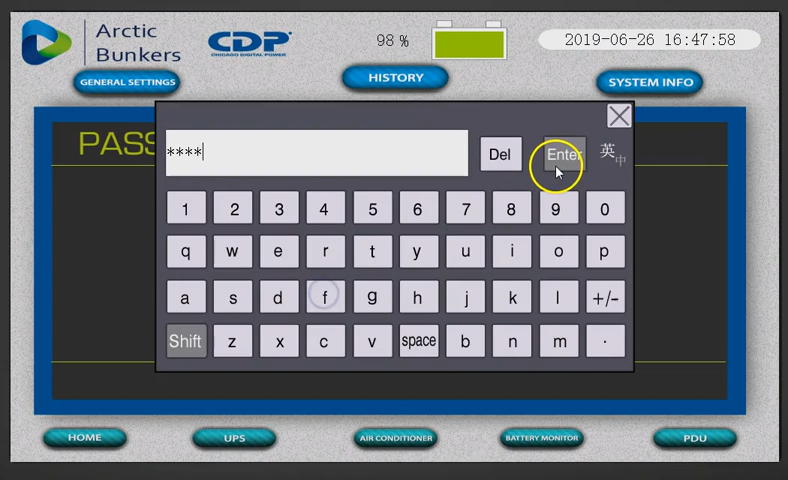 Arctic
Bunkers
CDP
CHICAGO DIGITAL POWER
98 %
2019-06-26 16:47:58
GENERAL SETTINGS
HISTORY
SYSTEM INFO
PASS
****
Del
Enter
英
中
1 2 3 4 5 6 7 8 9 0
q w e r t y u i o p
a s d f g h j k l +/-
Shift z x c v space b n m .
HOME
UPS
AIR CONDITIONER
BATTERY MONITOR
PDU